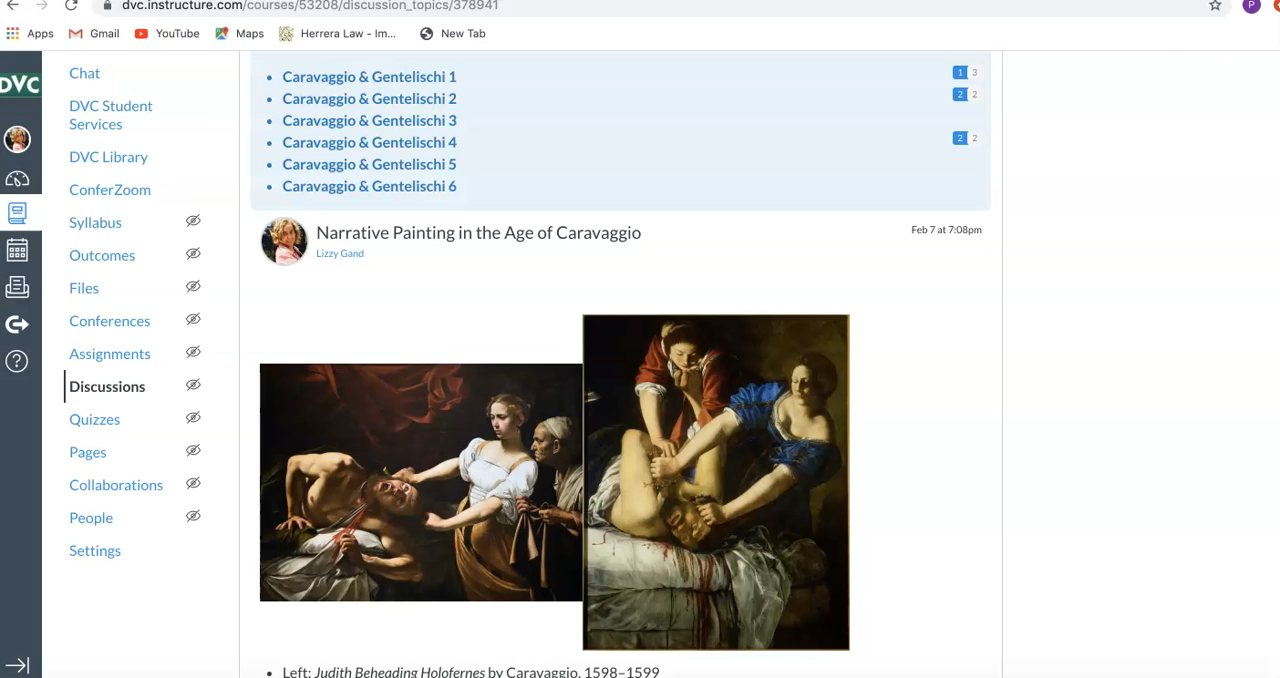 dvc.instructure.com/courses/53208/discussion_topics/378941
P
Apps
Gmail
YouTube
Maps
Herrera Law - Im...
New Tab
DVC
Chat
DVC Student
Services
DVC Library
ConferZoom
Syllabus
Outcomes
Files
Conferences
Assignments
Discussions
Quizzes
Pages
Collaborations
People
Settings
Caravaggio & Gentelischi 1 1 3
Caravaggio & Gentelischi 2 2 2
Caravaggio & Gentelischi 3
Caravaggio & Gentelischi 4 2 2
Caravaggio & Gentelischi 5
Caravaggio & Gentelischi 6
Narrative Painting in the Age of Caravaggio
Feb 7 at 7:08pm
Lizzy Gand
Left: Judith Beheading Holofernes by Caravaggio, 1598–1599